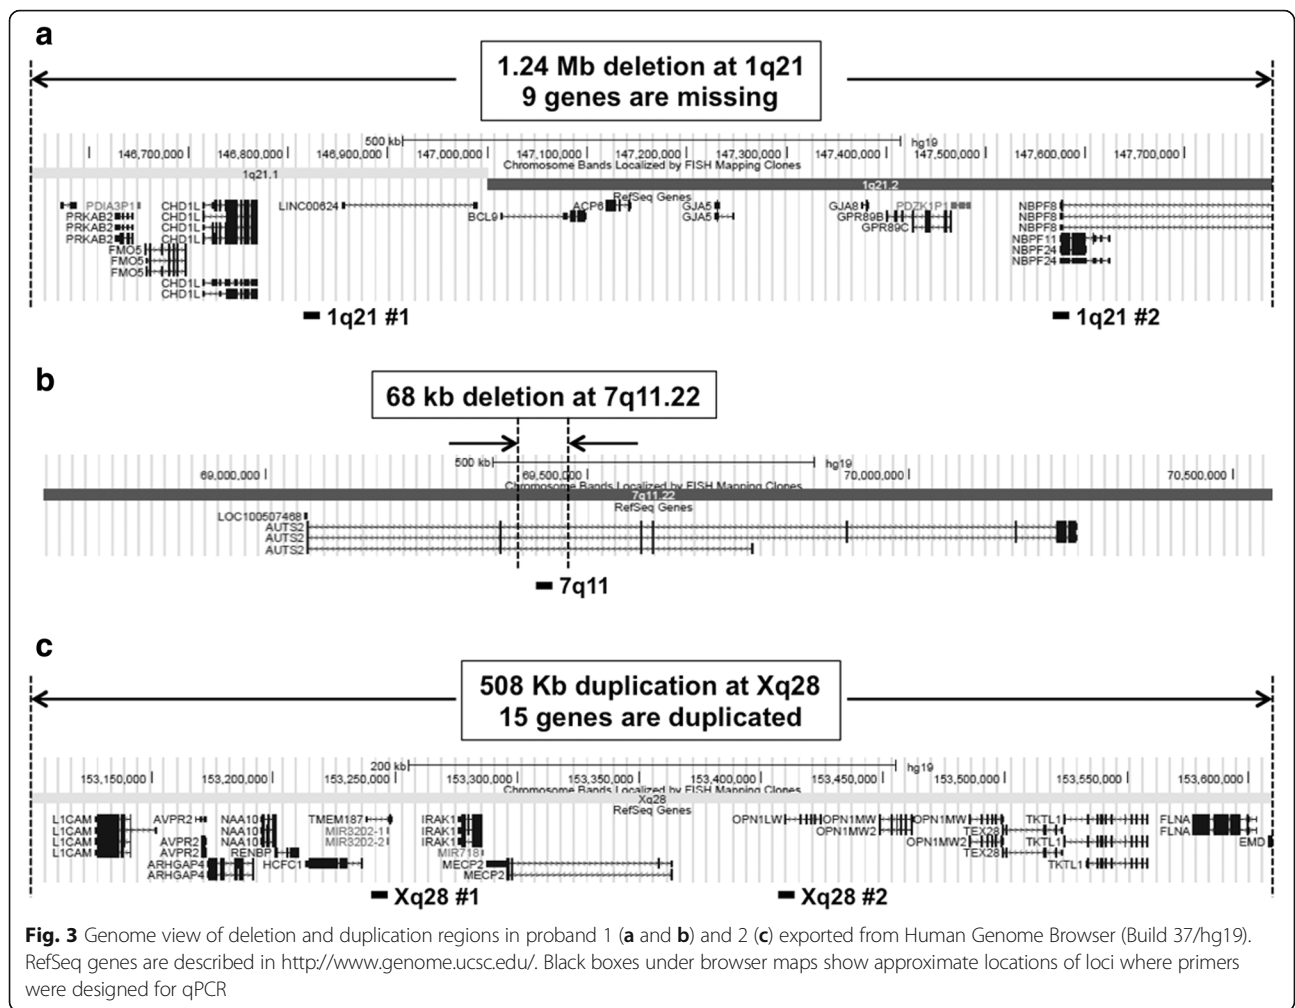 a
1.24 Mb deletion at 1q21
9 genes are missing
500 kb hg19
146,700,000 146,800,000 146,900,000 147,000,000 147,100,000 147,200,000 147,300,000 147,400,000 147,500,000 147,600,000 147,700,000
Chromosome Bands Localized by FISH Mapping Clones
1q21.1 1q21.2
RefSeq Genes
PDIA3P1 CHD1L LINC00624 ACP6 GJA5 GJA8 PDZK1P1 NBPF8
PRKAB2 CHD1L BCL9 GJA5 GPR89B NBPF8
PRKAB2 CHD1L GPR89C NBPF8
PRKAB2 CHD1L NBPF11
FMO5 NBPF24
FMO5 NBPF24
FMO5
CHD1L
CHD1L
1q21 #1 1q21 #2
b
68 kb deletion at 7q11.22
500 kb hg19
69,000,000 69,500,000 70,000,000 70,500,000
Chromosome Bands Localized by FISH Mapping Clones
7q11.22
RefSeq Genes
LOC100507468
AUTS2
AUTS2
AUTS2
7q11
c
508 Kb duplication at Xq28
15 genes are duplicated
200 kb hg19
153,150,000 153,200,000 153,250,000 153,300,000 153,350,000 153,400,000 153,450,000 153,500,000 153,550,000 153,600,000
Chromosome Bands Localized by FISH Mapping Clones
Xq28
RefSeq Genes
L1CAM AVPR2 NAA10 TMEM187 IRAK1 OPN1LW OPN1MW OPN1MW TKTL1 FLNA
L1CAM NAA10 MIR3202-1 IRAK1 OPN1MW2 TEX28 FLNA
L1CAM AVPR2 NAA10 MIR3202-2 IRAK1 OPN1MW2 TKTL1 EMD
L1CAM AVPR2 RENBP MIR718 TEX28
ARHGAP4 HCFC1 MECP2 TKTL1
ARHGAP4 MECP2
Xq28 #1 Xq28 #2
Fig. 3 Genome view of deletion and duplication regions in proband 1 (a and b) and 2 (c) exported from Human Genome Browser (Build 37/hg19).
RefSeq genes are described in http://www.genome.ucsc.edu/. Black boxes under browser maps show approximate locations of loci where primers
were designed for qPCR